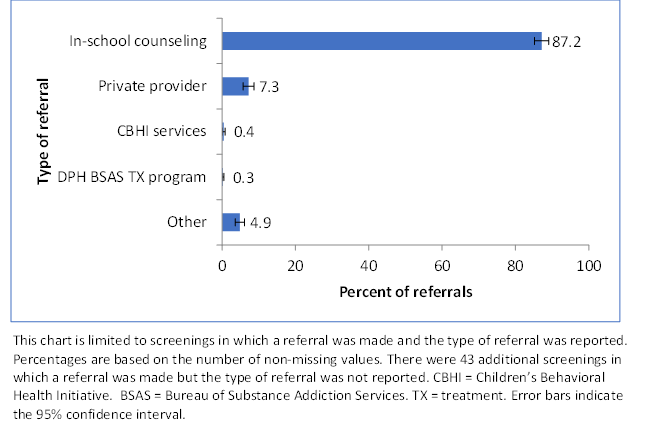 In-school counseling
87.2
Private provider
7.3
CBHI services
0.4
DPH BSAS TX program
0.3
Other
4.9
Type of referral
0 20 40 60 80 100
Percent of referrals
This chart is limited to screenings in which a referral was made and the type of referral was reported.
Percentages are based on the number of non-missing values. There were 43 additional screenings in
which a referral was made but the type of referral was not reported. CBHI = Children's Behavioral
Health Initiative.  BSAS = Bureau of Substance Addiction Services. TX = treatment. Error bars indicate
the 95% confidence interval.